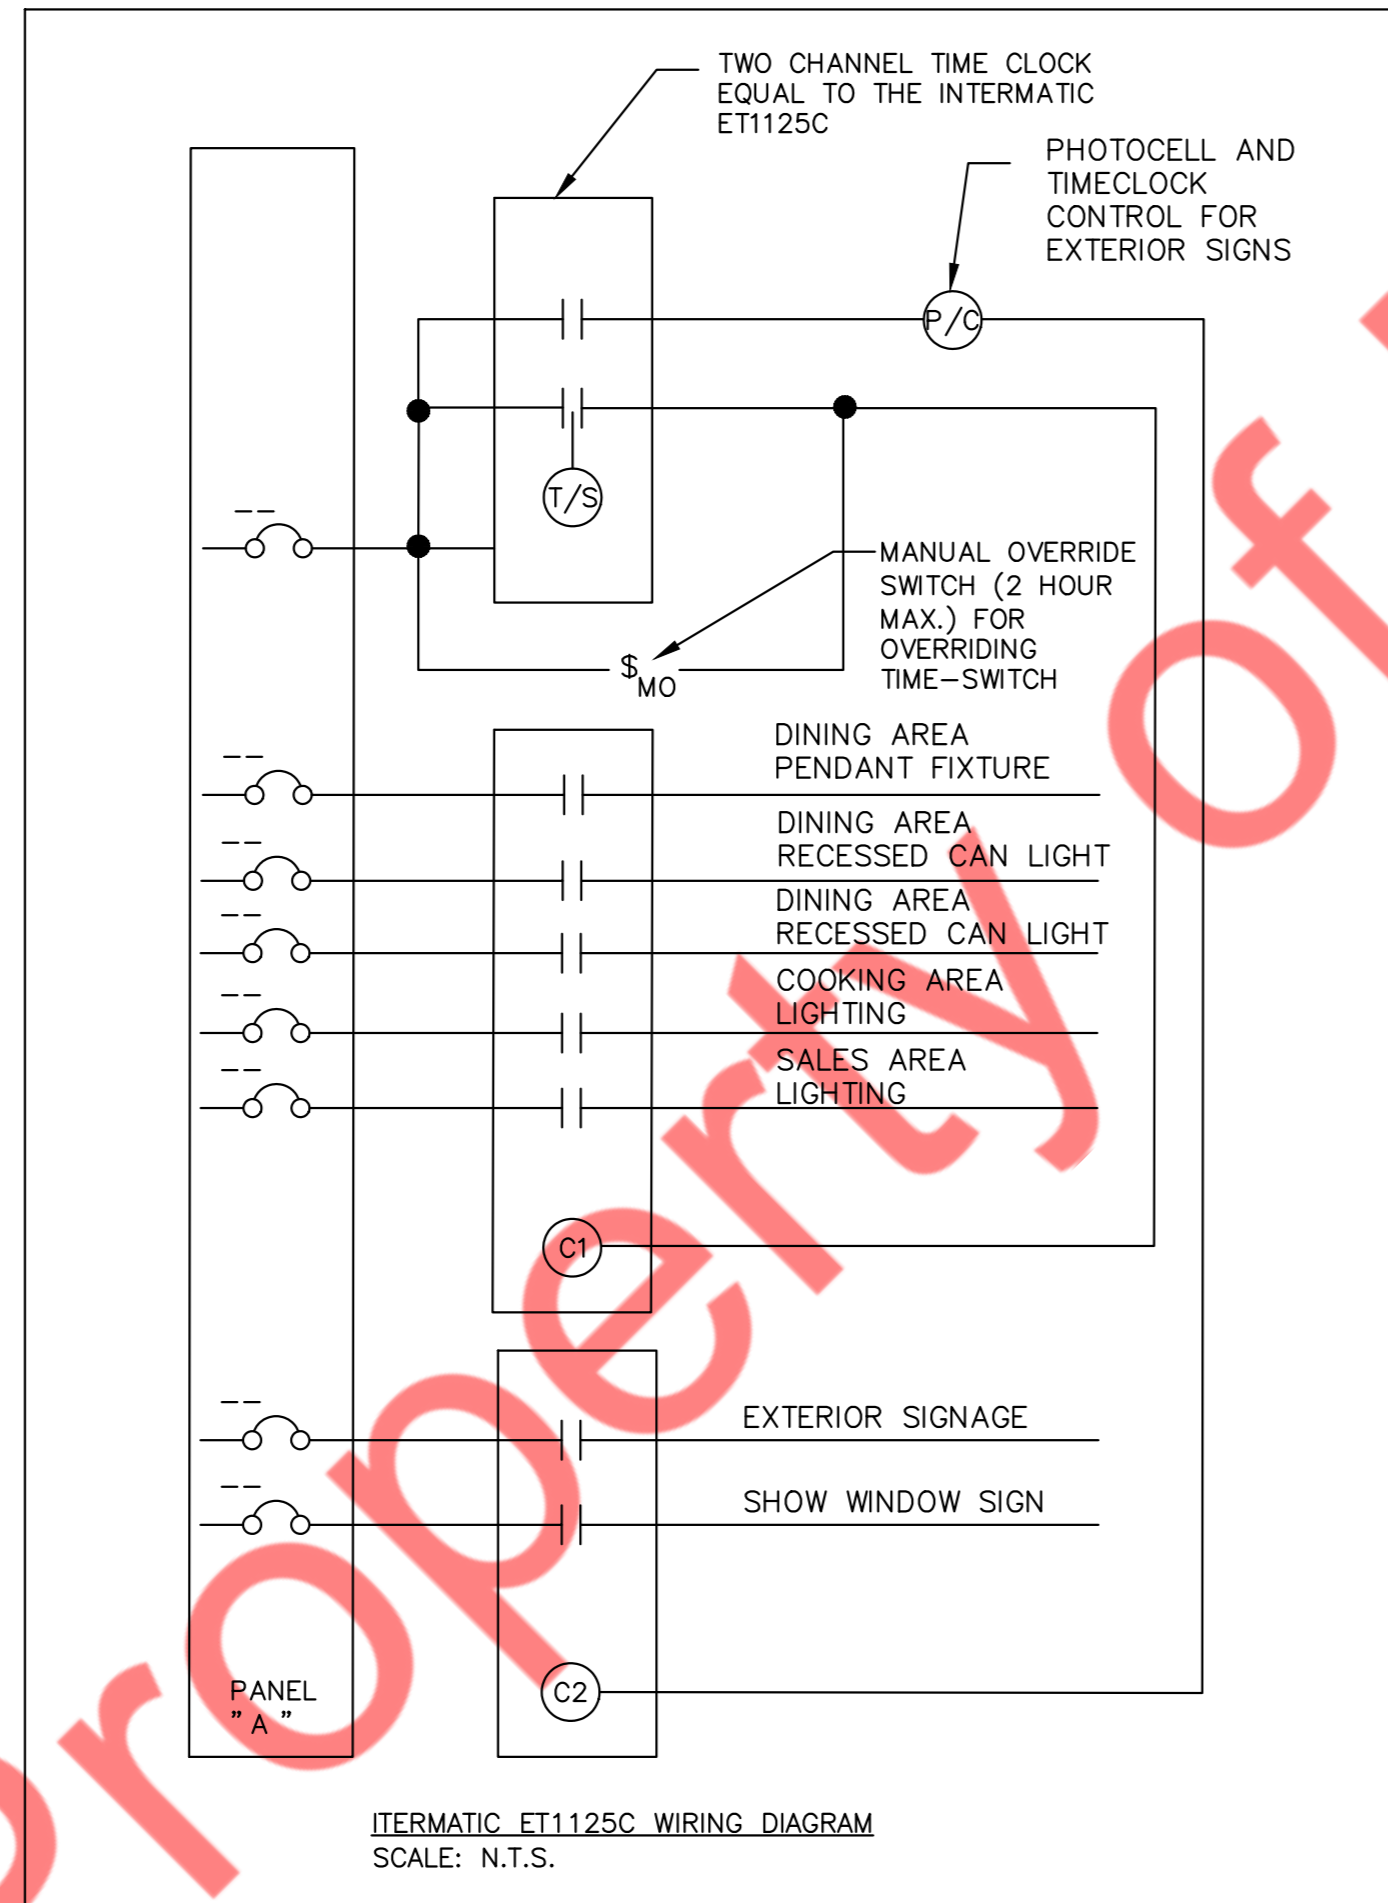 TWO CHANNEL TIME CLOCK
EQUAL TO THE INTERMATIC
ET1125C
PHOTOCELL AND
TIMECLOCK
CONTROL FOR
EXTERIOR SIGNS
P/C
T/S
--
MANUAL OVERRIDE
SWITCH (2 HOUR
MAX.) FOR
OVERRIDING
TIME-SWITCH
$MO
--
DINING AREA
PENDANT FIXTURE
--
DINING AREA
RECESSED CAN LIGHT
--
DINING AREA
RECESSED CAN LIGHT
--
COOKING AREA
LIGHTING
--
SALES AREA
LIGHTING
C1
--
EXTERIOR SIGNAGE
--
SHOW WINDOW SIGN
C2
PANEL
"A"
ITERMATIC ET1125C WIRING DIAGRAM
SCALE: N.T.S.
Property of